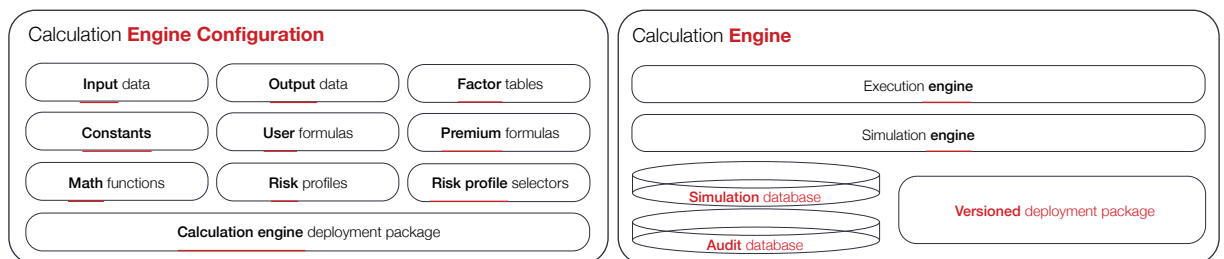 Calculation Engine Configuration
Input data
Output data
Factor tables
Constants
User formulas
Premium formulas
Math functions
Risk profiles
Risk profile selectors
Calculation engine deployment package
Calculation Engine
Execution engine
Simulation engine
Simulation database
Versioned deployment package
Audit database